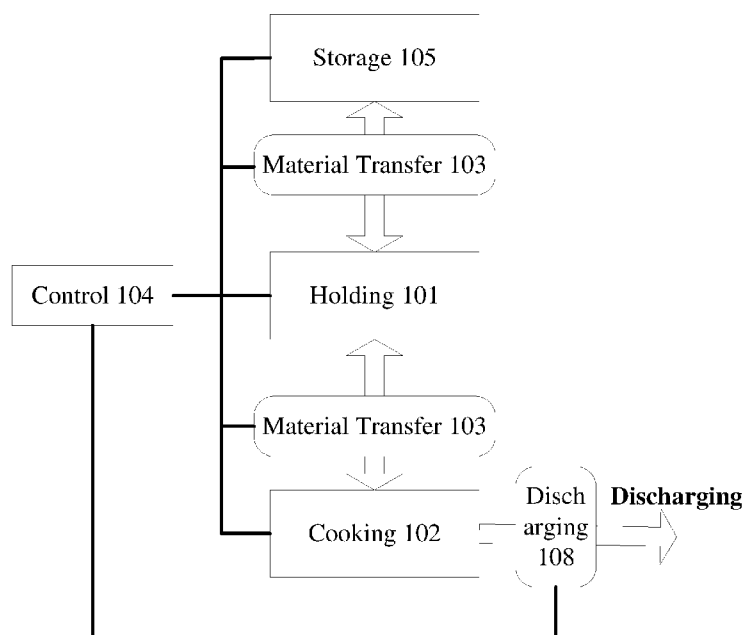 Storage 105
Material Transfer 103
Control 104
Holding 101
Material Transfer 103
Cooking 102
Disch
arging
108
Discharging